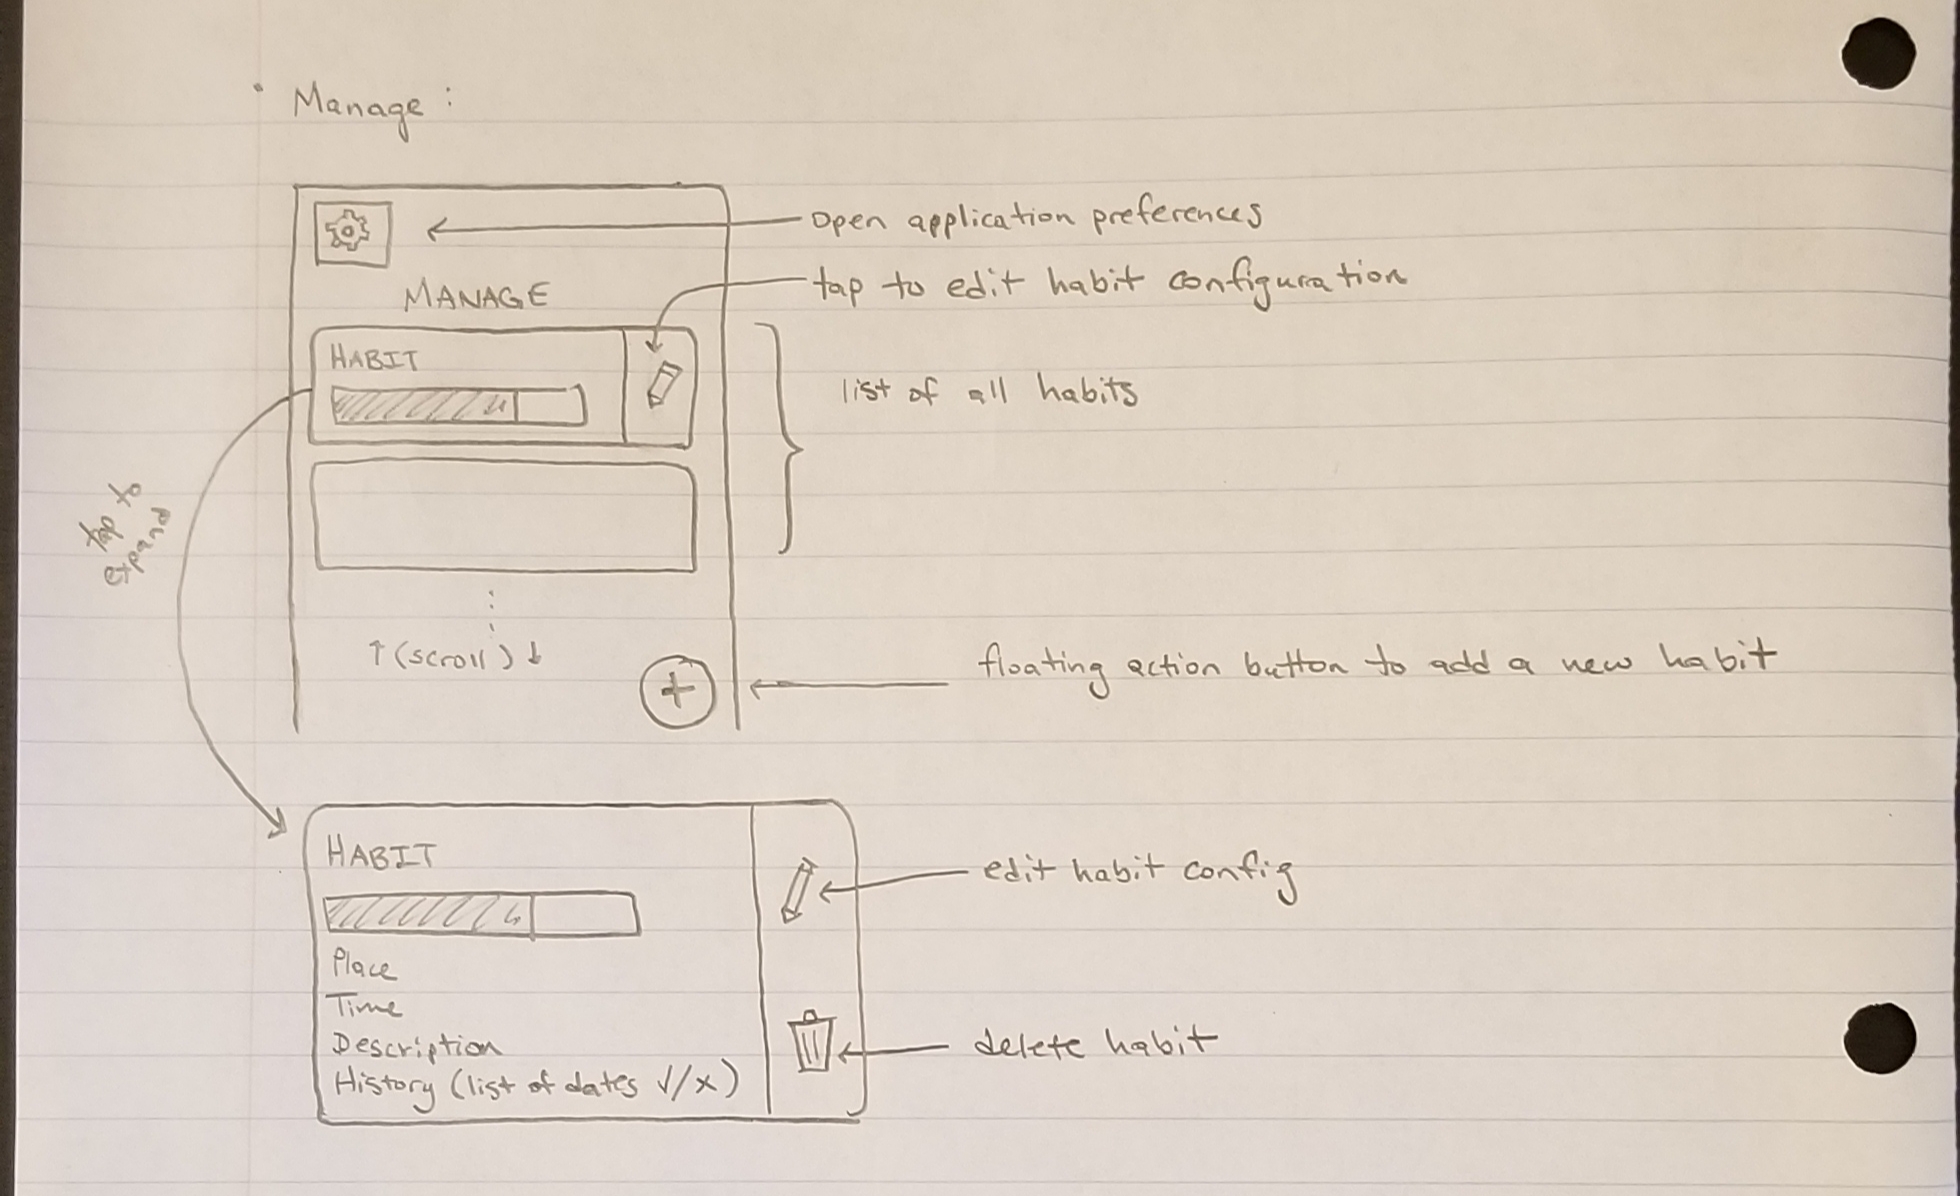 • Manage :
open application preferences
tap to edit habit configuration
MANAGE
HABIT
list of all habits
tap to
expand
↑(scroll)↓
+
floating action button to add a new habit
HABIT
edit habit config
Place
Time
Description
delete habit
History (list of dates √/x)